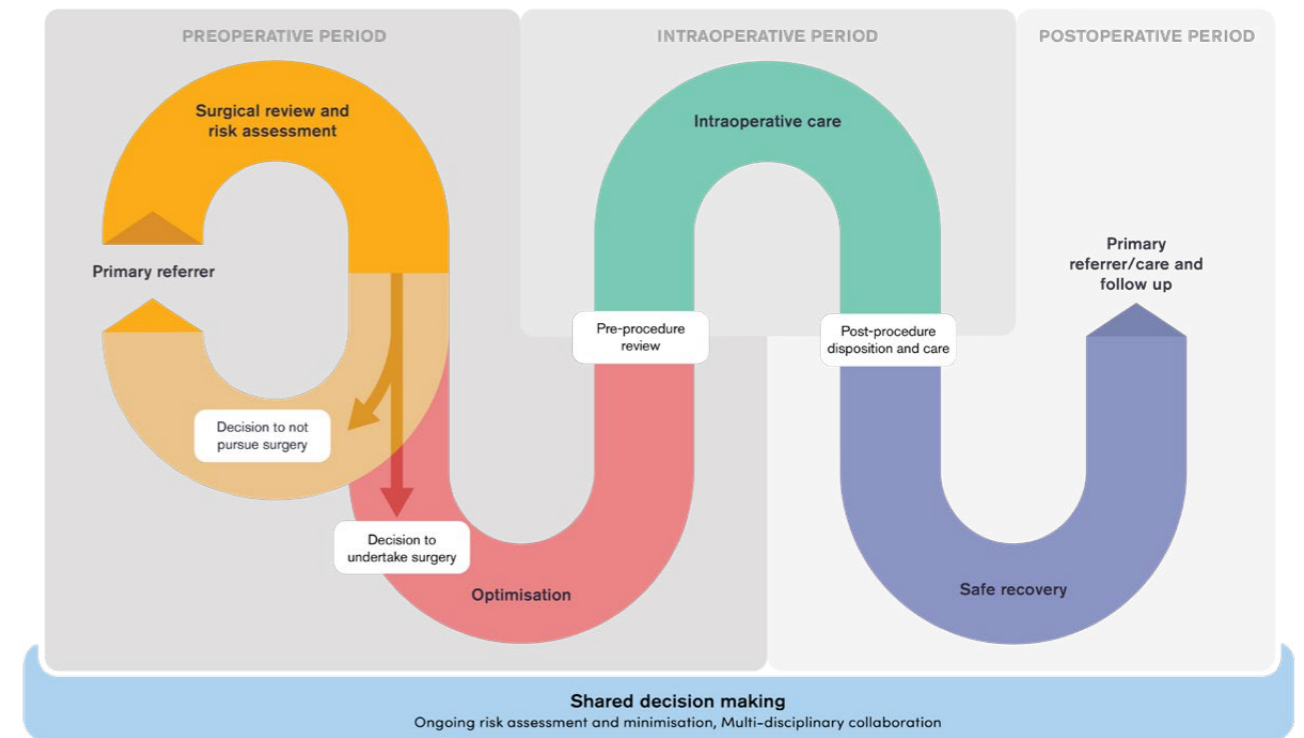 PREOPERATIVE PERIOD
INTRAOPERATIVE PERIOD
POSTOPERATIVE PERIOD
Surgical review and
risk assessment
Primary referrer
Decision to not
pursue surgery
Decision to
undertake surgery
Optimisation
Pre-procedure
review
Intraoperative care
Post-procedure
disposition and care
Safe recovery
Primary
referrer/care and
follow up
Shared decision making
Ongoing risk assessment and minimisation, Multi-disciplinary collaboration